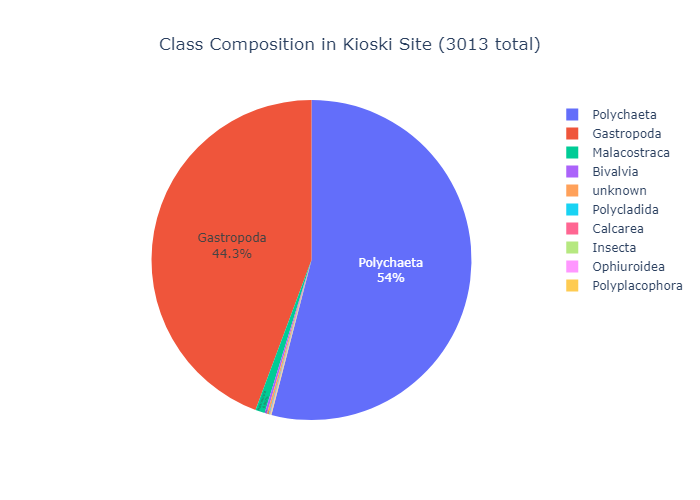 Class Composition in Kioski Site (3013 total)
Polychaeta
Gastropoda
Malacostraca
Bivalvia
unknown
Polycladida
Calcarea
Insecta
Ophiuroidea
Polyplacophora
Gastropoda
44.3%
Polychaeta
54%